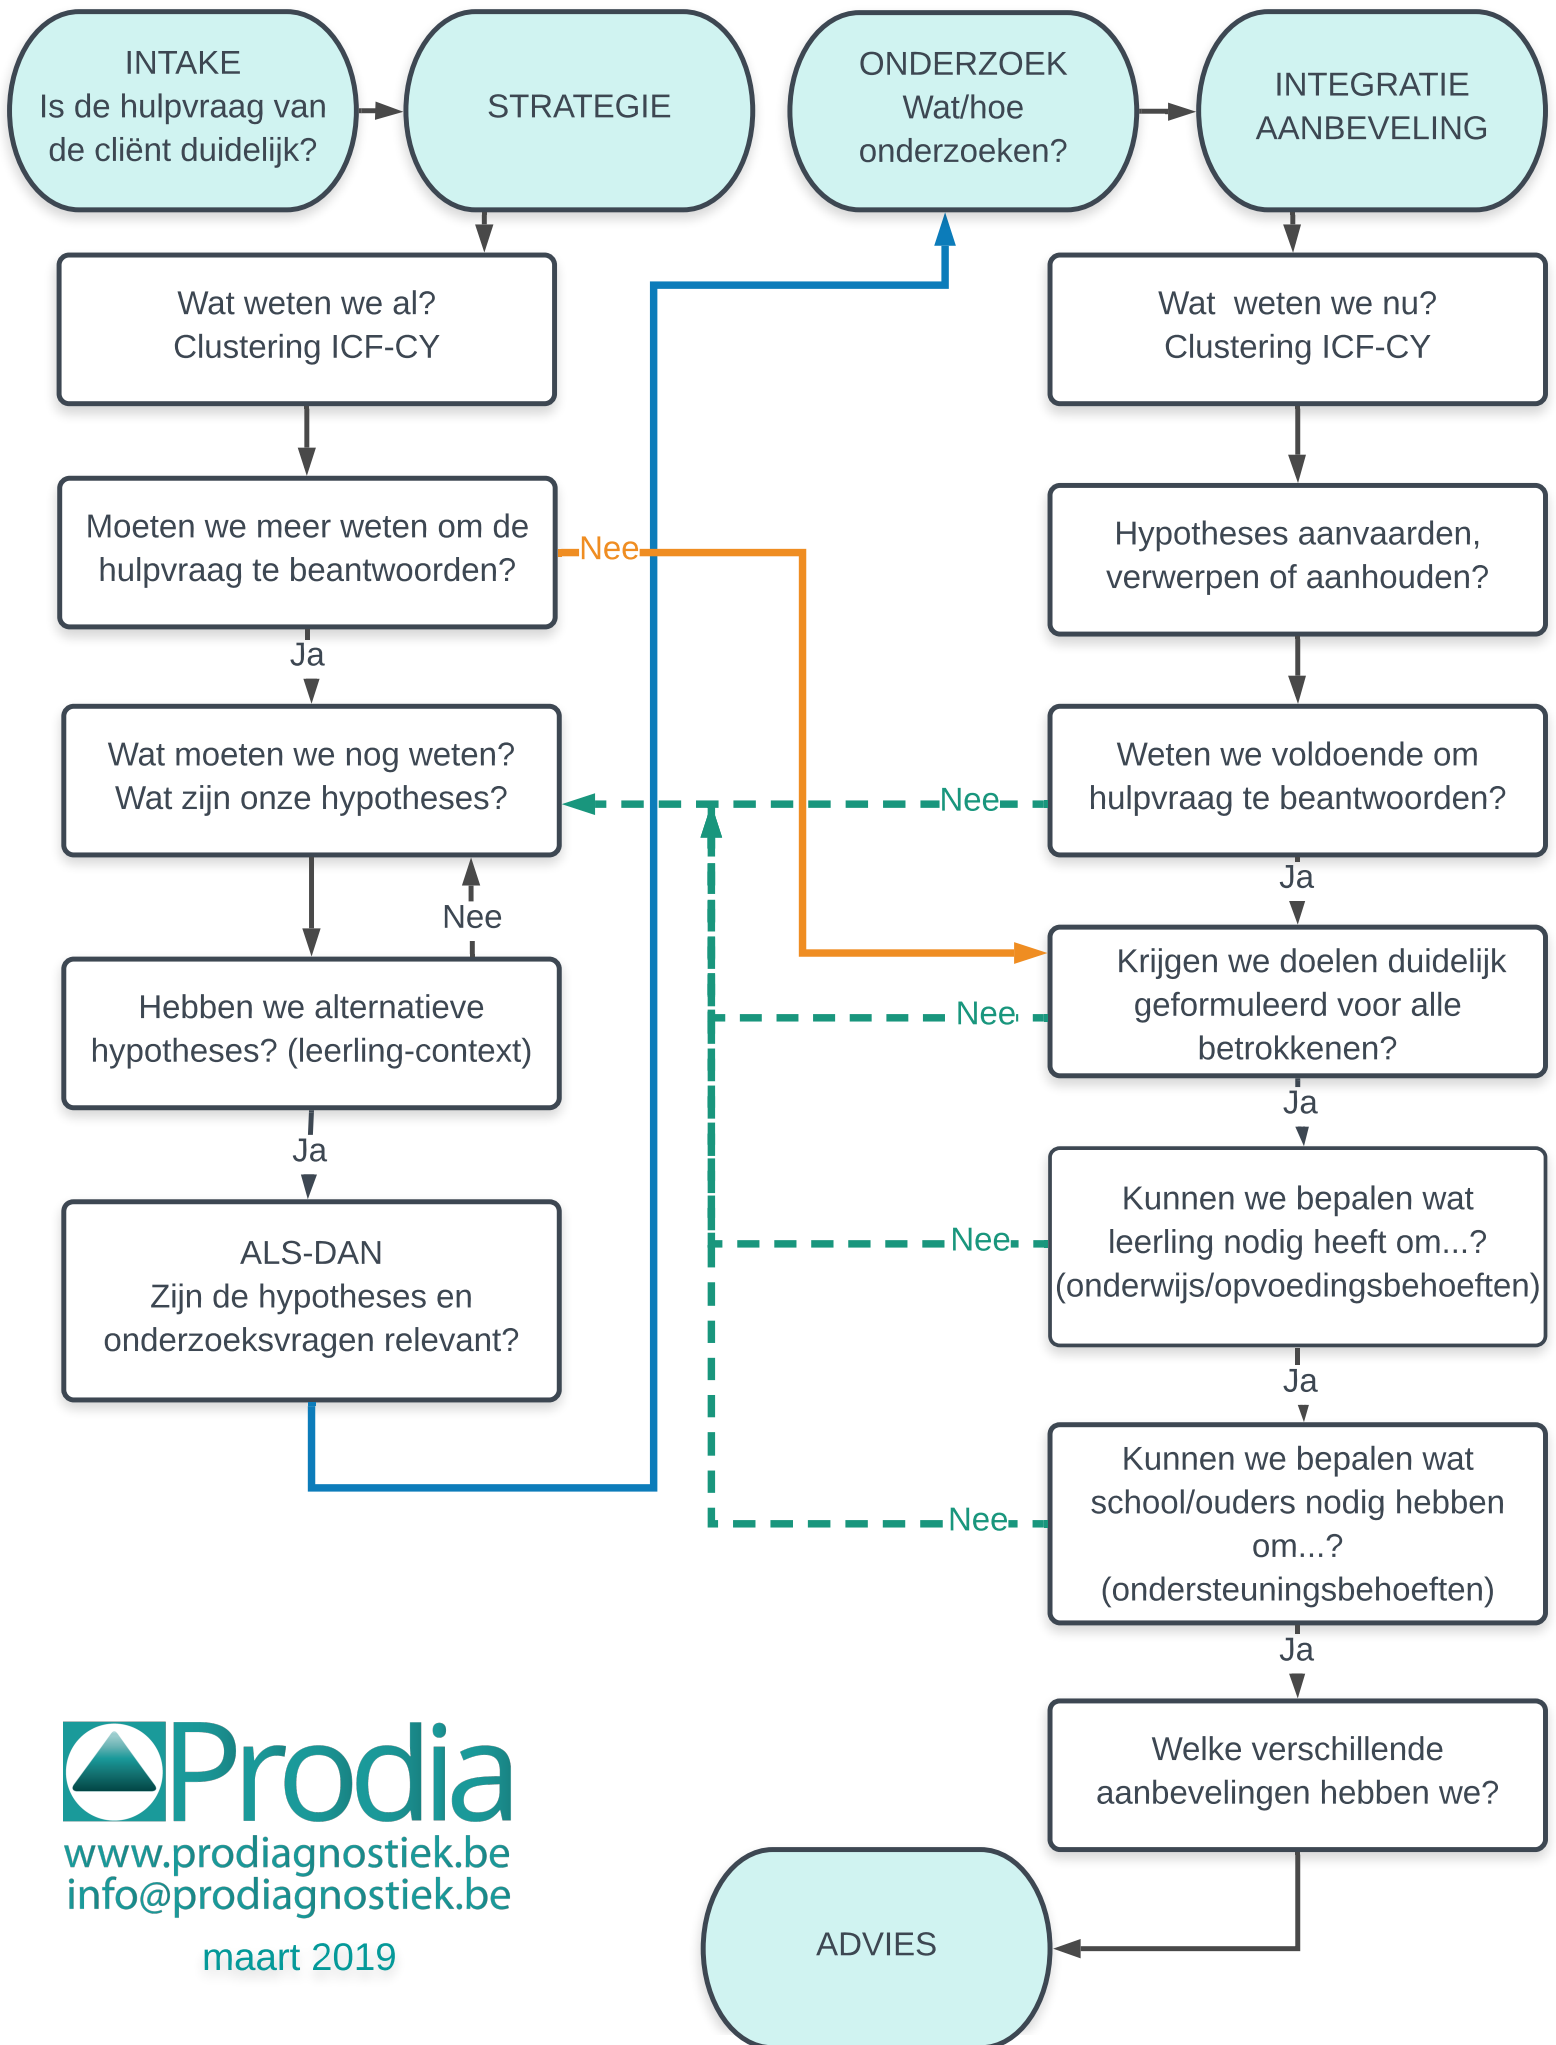 INTAKE
Is de hulpvraag van
de cliënt duidelijk?
STRATEGIE
ONDERZOEK
Wat/hoe
onderzoeken?
INTEGRATIE
AANBEVELING
Wat weten we al?
Clustering ICF-CY
Moeten we meer weten om de
hulpvraag te beantwoorden?
Nee
Ja
Wat moeten we nog weten?
Wat zijn onze hypotheses?
Nee
Hebben we alternatieve
hypotheses? (leerling-context)
Ja
ALS-DAN
Zijn de hypotheses en
onderzoeksvragen relevant?
Wat  weten we nu?
Clustering ICF-CY
Hypotheses aanvaarden,
verwerpen of aanhouden?
Weten we voldoende om
hulpvraag te beantwoorden?
Nee
Ja
Krijgen we doelen duidelijk
geformuleerd voor alle
betrokkenen?
Nee
Ja
Kunnen we bepalen wat
leerling nodig heeft om...?
(onderwijs/opvoedingsbehoeften)
Nee
Ja
Kunnen we bepalen wat
school/ouders nodig hebben
om...?
(ondersteuningsbehoeften)
Nee
Ja
Welke verschillende
aanbevelingen hebben we?
ADVIES
Prodia
www.prodiagnostiek.be
info@prodiagnostiek.be
maart 2019